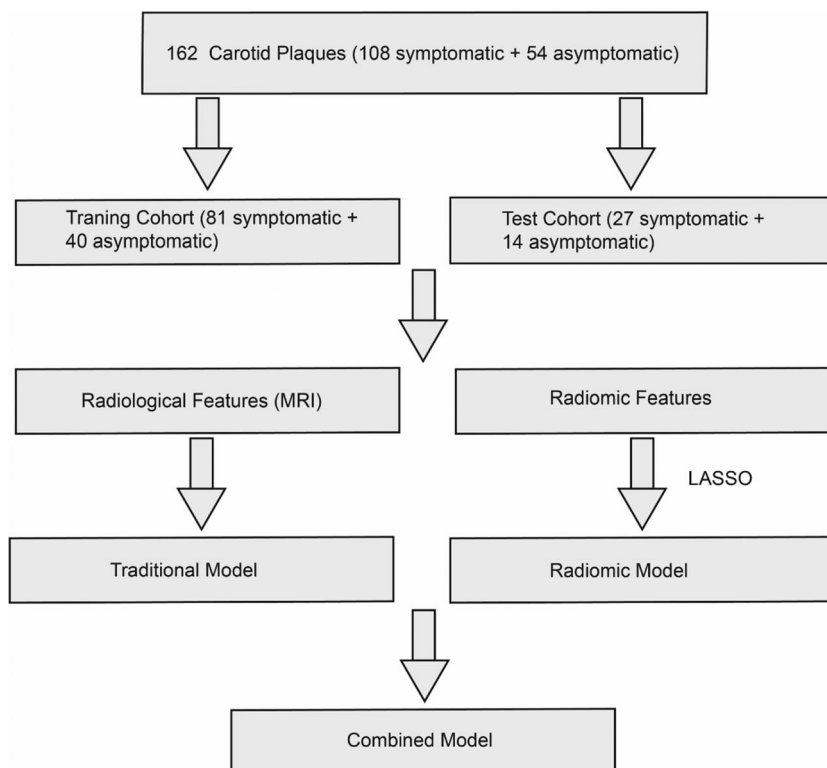 162 Carotid Plaques (108 symptomatic + 54 asymptomatic)
Traning Cohort (81 symptomatic +
40 asymptomatic)
Test Cohort (27 symptomatic +
14 asymptomatic)
Radiological Features (MRI)
Radiomic Features
LASSO
Traditional Model
Radiomic Model
Combined Model